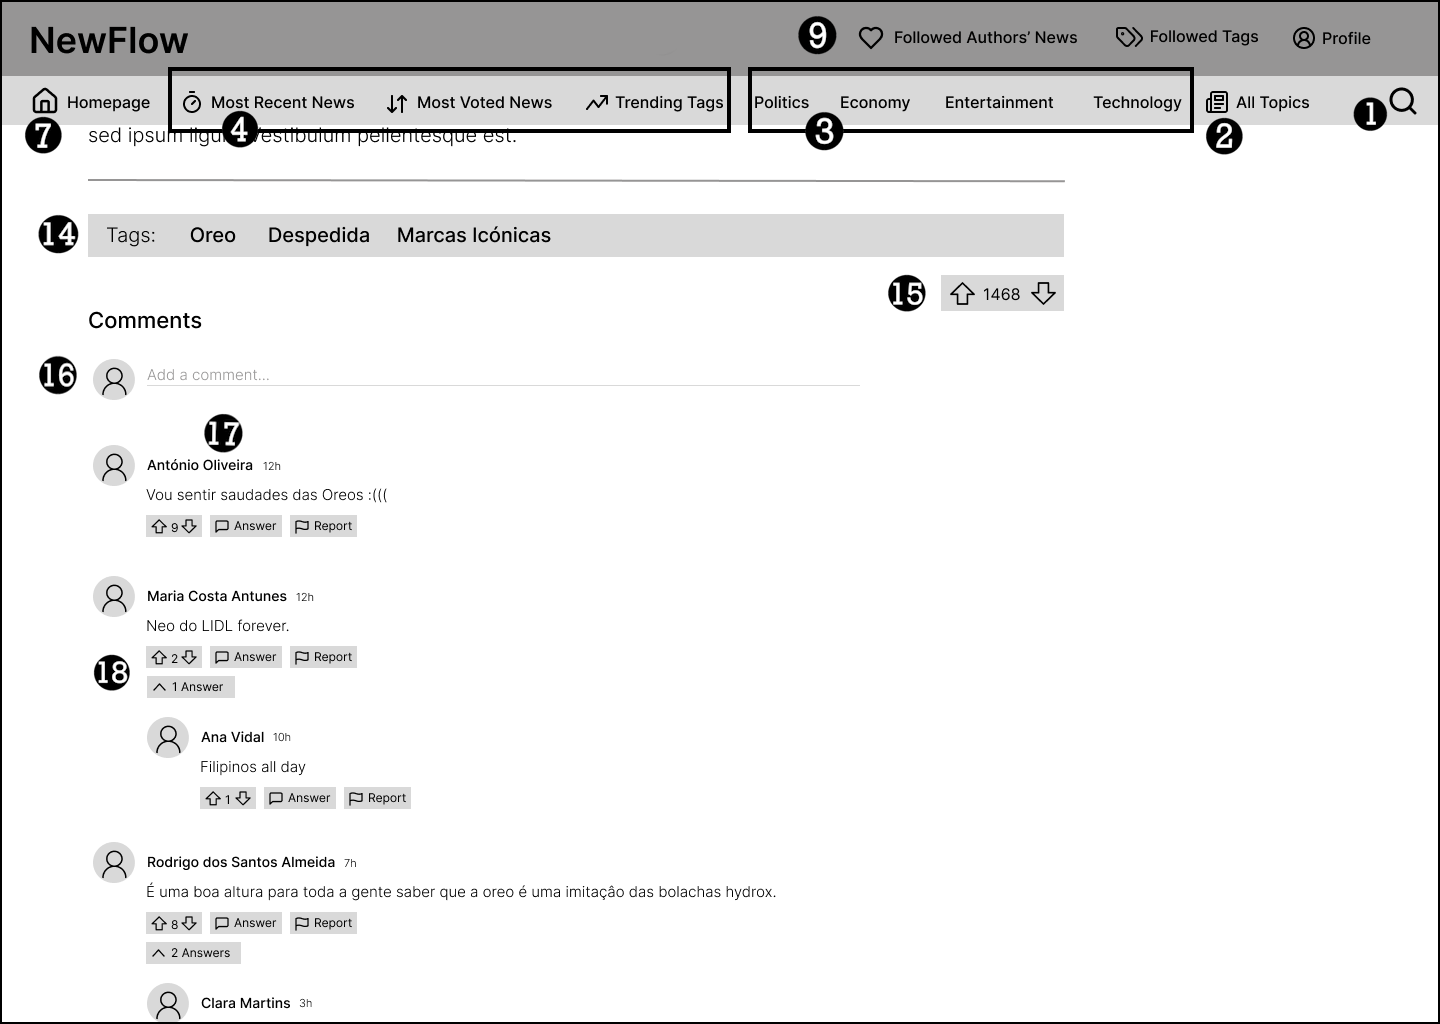 NewFlow
9 Followed Authors’ News Followed Tags Profile
Homepage Most Recent News Most Voted News Trending Tags Politics Economy Entertainment Technology All Topics 1
7 4 3 2
sed ipsum ligula vestibulum pellentesque est.
14 Tags: Oreo Despedida Marcas Icónicas
15 1468
Comments
16 Add a comment...
17
António Oliveira 12h
Vou sentir saudades das Oreos :(((
9 Answer Report
Maria Costa Antunes 12h
Neo do LIDL forever.
2 Answer Report
18
1 Answer
Ana Vidal 10h
Filipinos all day
1 Answer Report
Rodrigo dos Santos Almeida 7h
É uma boa altura para toda a gente saber que a oreo é uma imitação das bolachas hydrox.
8 Answer Report
2 Answers
Clara Martins 3h